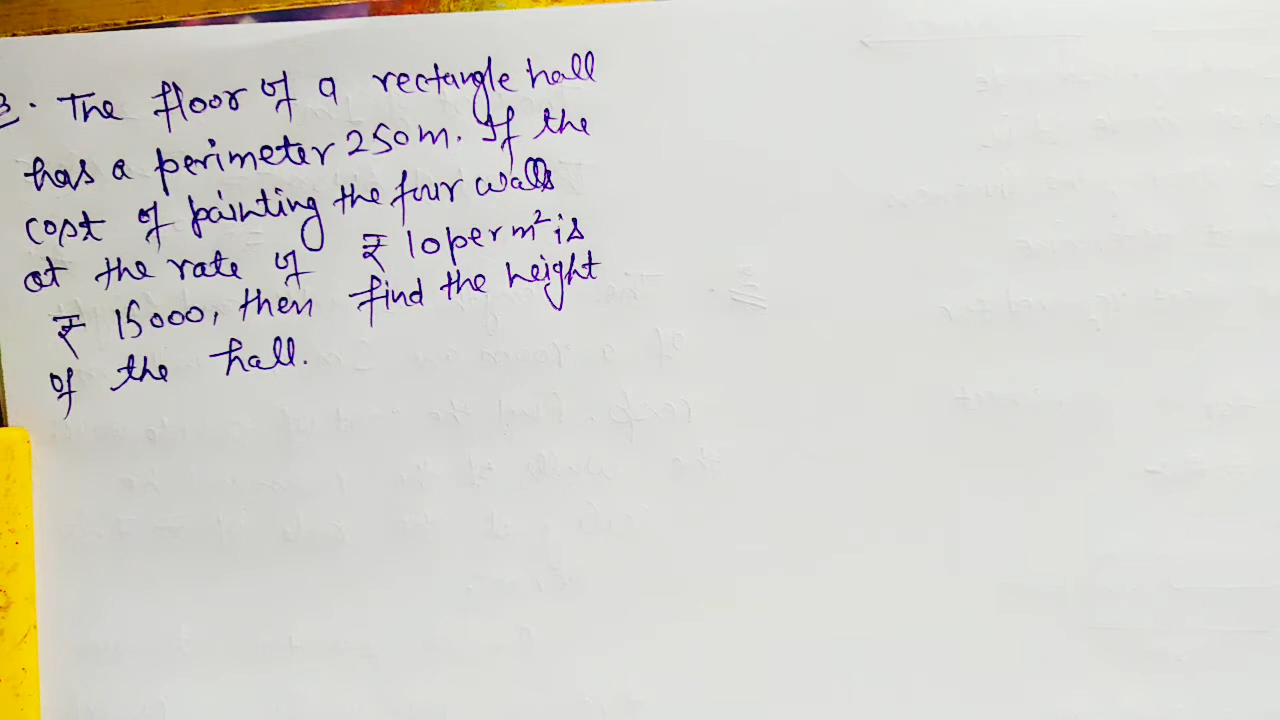 3. The floor of a rectangle hall
has a perimeter 250m. If the
cost of painting the four walls
at the rate of ₹ 10 per m² is
₹ 15000, then find the height
of the hall.